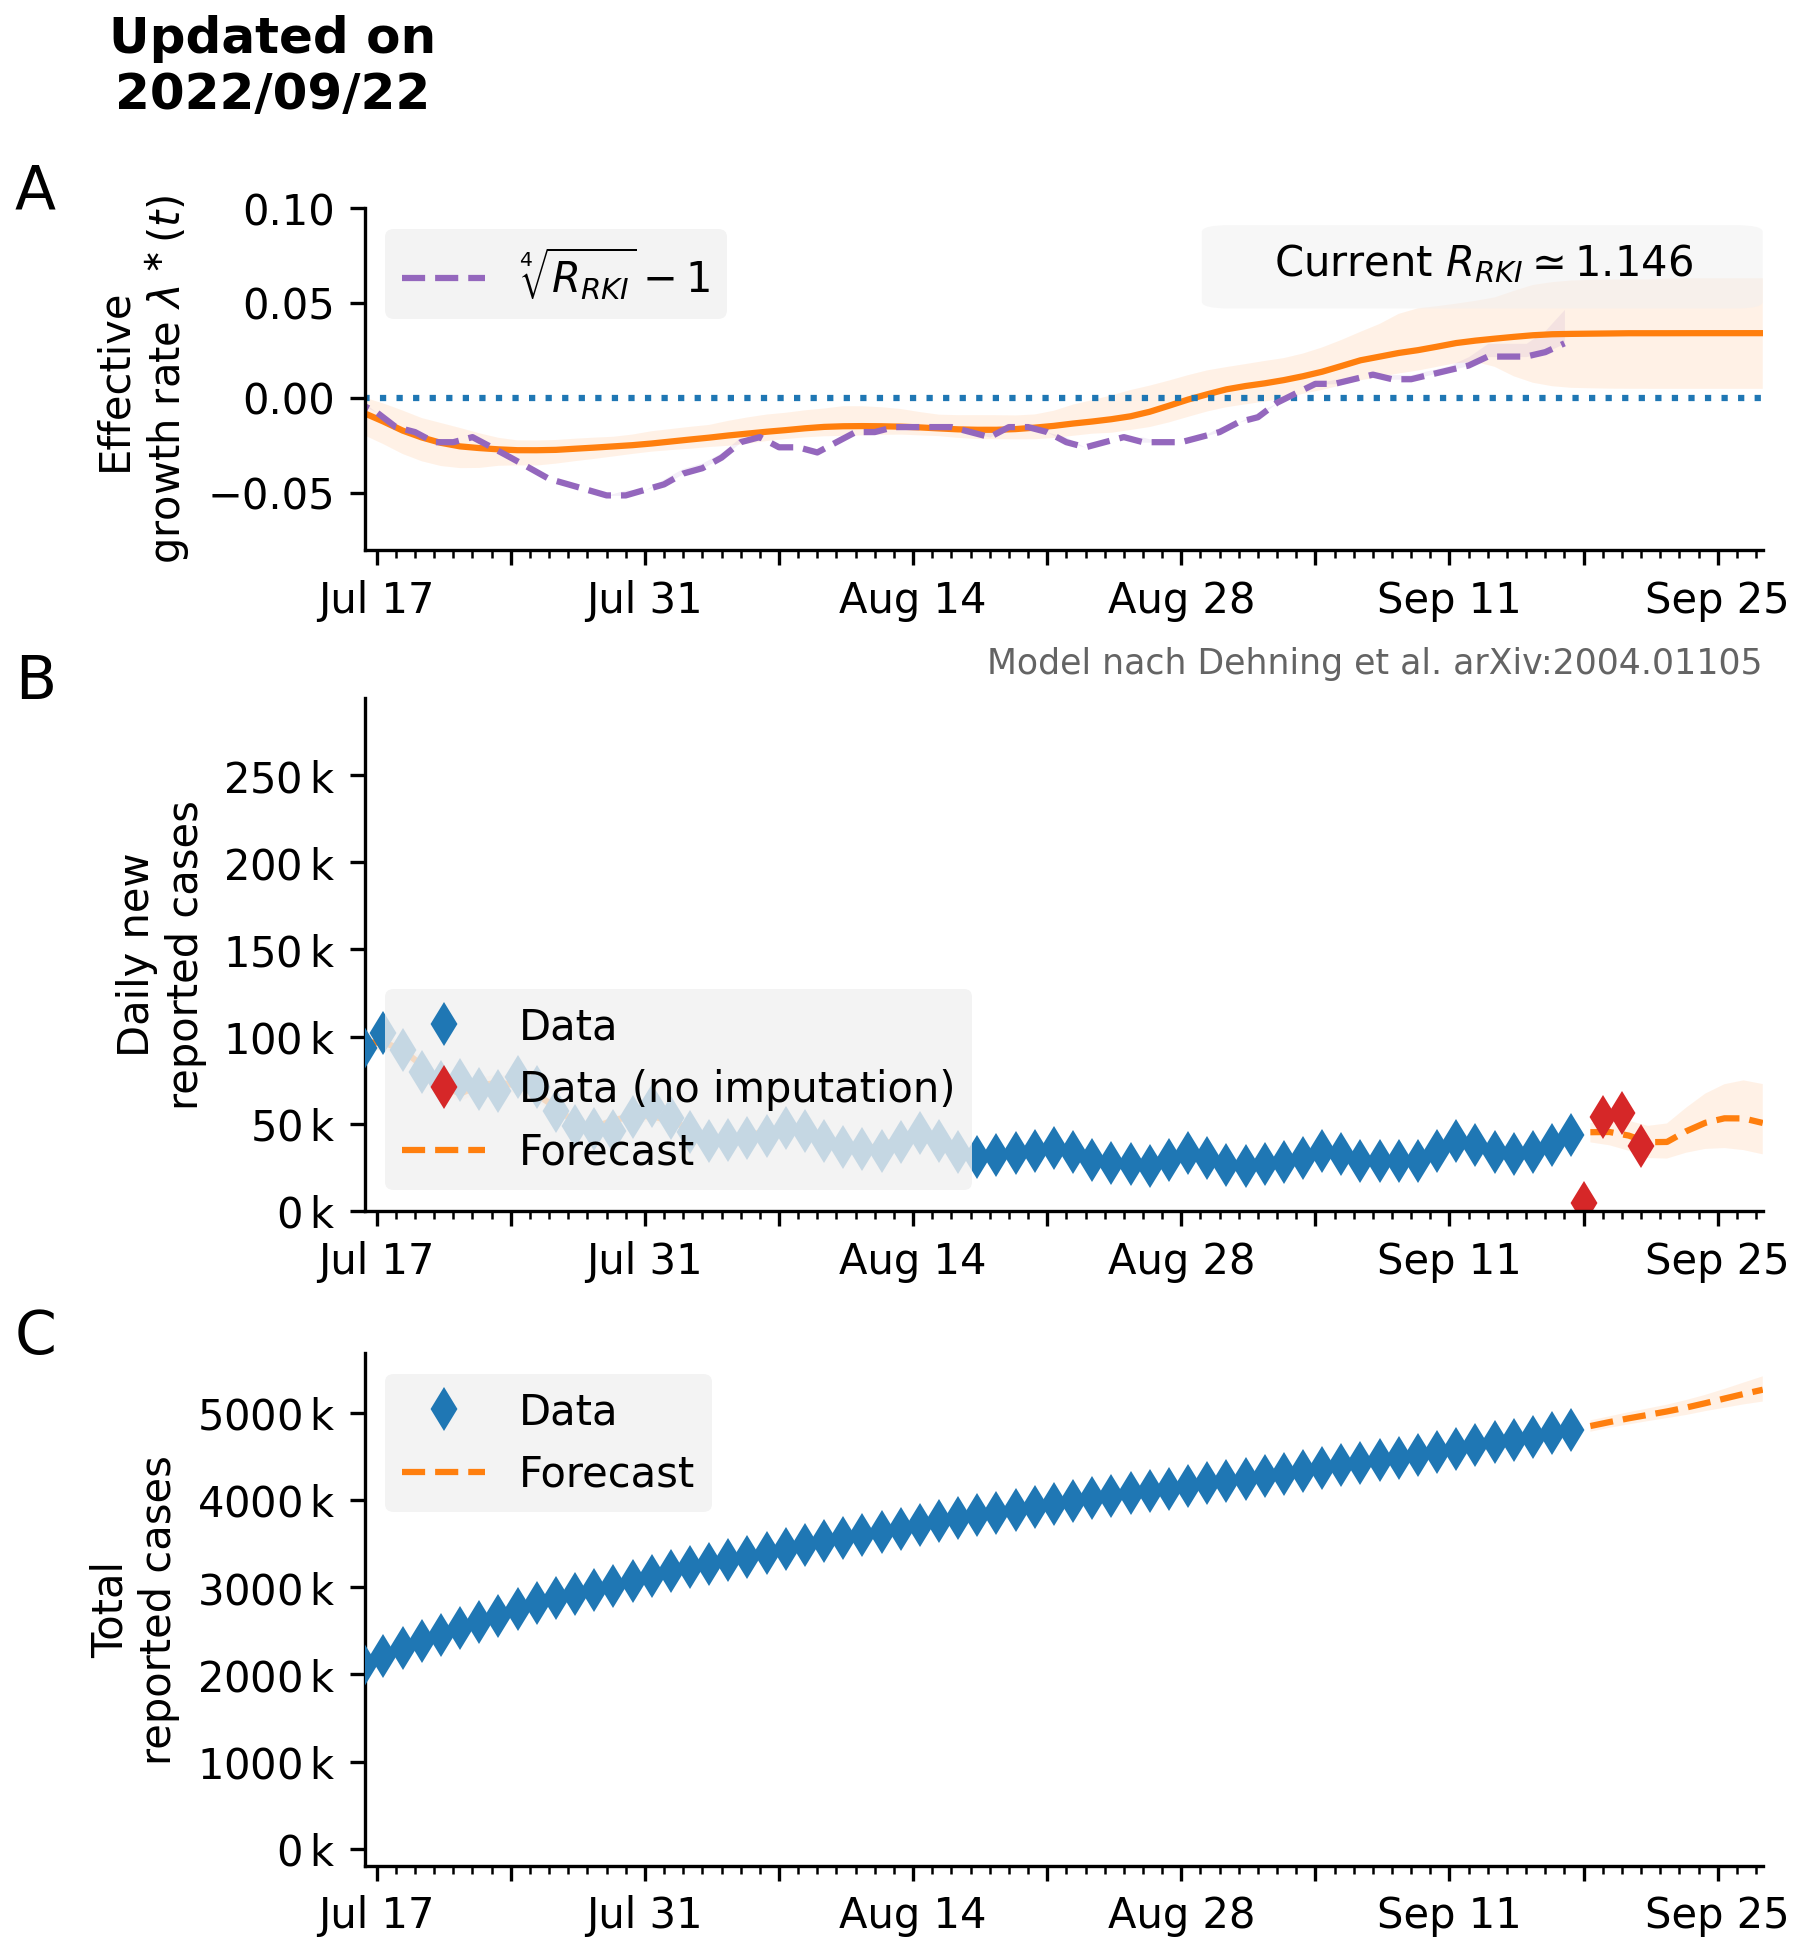 Updated on
2022/09/22
A
Effective
growth rate λ * (t)
0.10
0.05
0.00
−0.05
∜R_RKI − 1
Current R_RKI ≃ 1.146
Jul 17 Jul 31 Aug 14 Aug 28 Sep 11 Sep 25
Model nach Dehning et al. arXiv:2004.01105
B
Daily new
reported cases
250 k
200 k
150 k
100 k
50 k
0 k
Data
Data (no imputation)
Forecast
Jul 17 Jul 31 Aug 14 Aug 28 Sep 11 Sep 25
C
Total
reported cases
5000 k
4000 k
3000 k
2000 k
1000 k
0 k
Data
Forecast
Jul 17 Jul 31 Aug 14 Aug 28 Sep 11 Sep 25